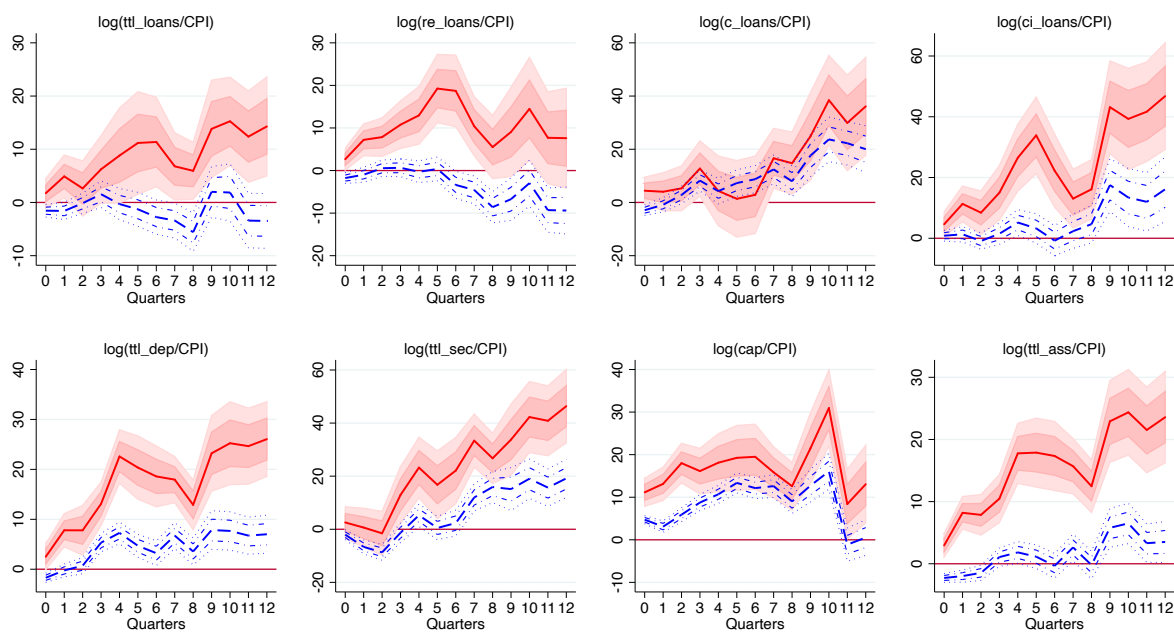 log(ttl_loans/CPI)
30
20
10
0
-10
0 1 2 3 4 5 6 7 8 9 10 11 12
Quarters
log(re_loans/CPI)
30
20
10
0
-10
-20
0 1 2 3 4 5 6 7 8 9 10 11 12
Quarters
log(c_loans/CPI)
60
40
20
0
-20
0 1 2 3 4 5 6 7 8 9 10 11 12
Quarters
log(ci_loans/CPI)
60
40
20
0
0 1 2 3 4 5 6 7 8 9 10 11 12
Quarters
log(ttl_dep/CPI)
40
30
20
10
0
0 1 2 3 4 5 6 7 8 9 10 11 12
Quarters
log(ttl_sec/CPI)
60
40
20
0
-20
0 1 2 3 4 5 6 7 8 9 10 11 12
Quarters
log(cap/CPI)
40
30
20
10
0
-10
0 1 2 3 4 5 6 7 8 9 10 11 12
Quarters
log(ttl_ass/CPI)
30
20
10
0
0 1 2 3 4 5 6 7 8 9 10 11 12
Quarters